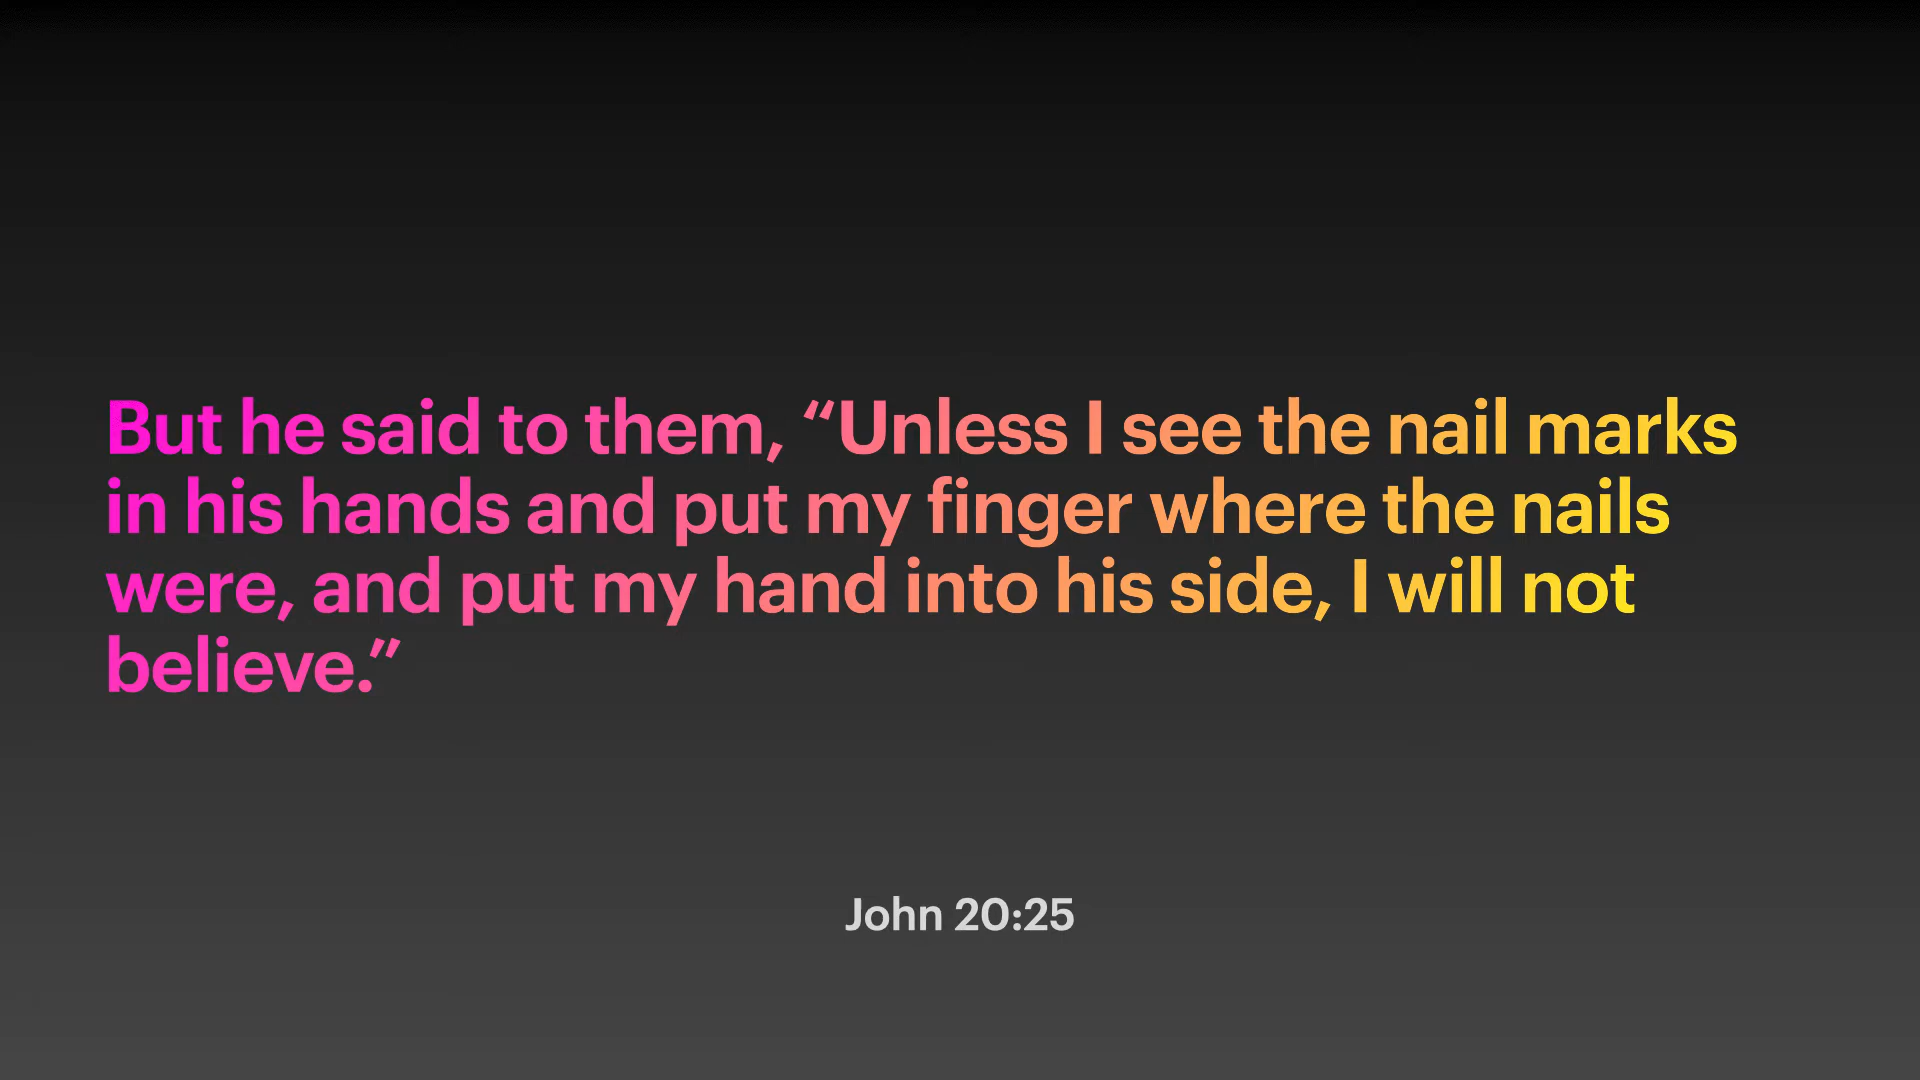 But he said to them, “Unless I see the nail marks
in his hands and put my finger where the nails
were, and put my hand into his side, I will not
believe.”
John 20:25